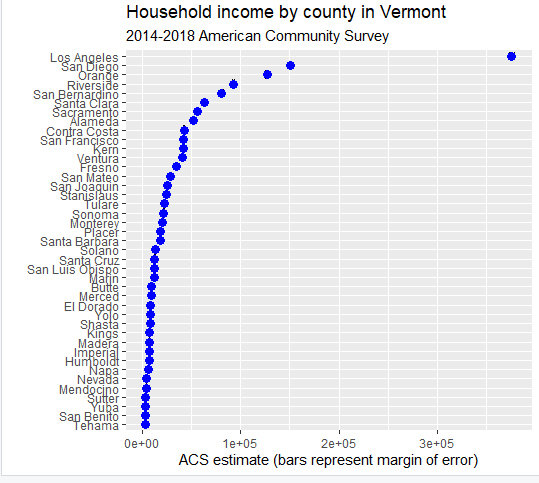 Household income by county in Vermont
2014-2018 American Community Survey
Los Angeles
San Diego
Orange
Riverside
San Bernardino
Santa Clara
Sacramento
Alameda
Contra Costa
San Francisco
Kern
Ventura
Fresno
San Mateo
San Joaquin
Stanislaus
Tulare
Sonoma
Monterey
Placer
Santa Barbara
Solano
Santa Cruz
San Luis Obispo
Marin
Butte
Merced
El Dorado
Yolo
Shasta
Kings
Madera
Imperial
Humboldt
Napa
Nevada
Mendocino
Sutter
Yuba
San Benito
Tehama
0e+00 1e+05 2e+05 3e+05
ACS estimate (bars represent margin of error)